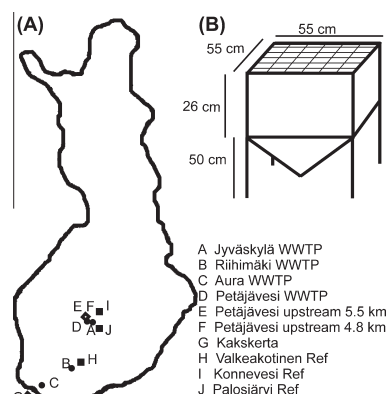 (A)
(B)
55 cm
55 cm
26 cm
50 cm
E F I
D A J
B H
C
A Jyväskylä WWTP
B Riihimäki WWTP
C Aura WWTP
D Petäjävesi WWTP
E Petäjävesi upstream 5.5 km
F Petäjävesi upstream 4.8 km
G Kakskerta
H Valkeakotinen Ref
I Konnevesi Ref
J Palosjärvi Ref